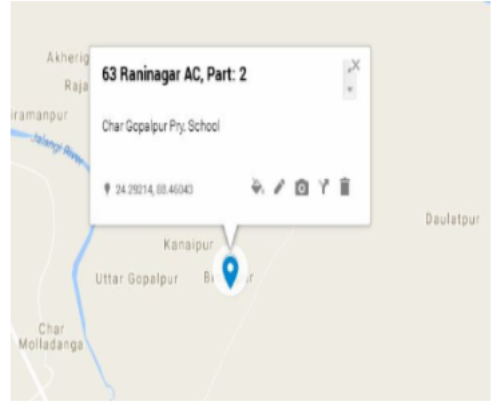 Akherig
Raja
iramanpur
Jalangi River
63 Raninagar AC, Part: 2
Char Gopalpur Pry. School
24.29214, 88.46043
Daulatpur
Kanaipur
Uttar Gopalpur
Char
Molladanga